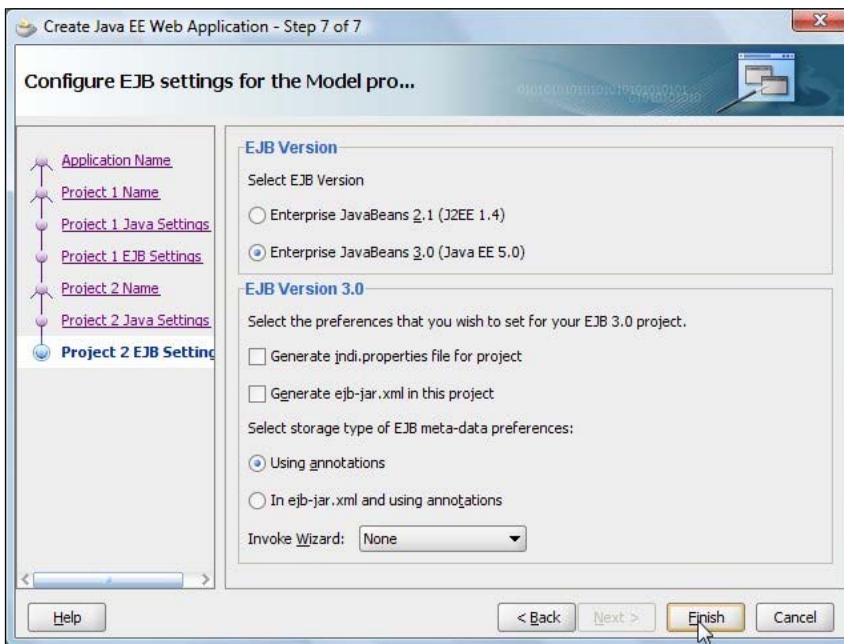 Create Java EE Web Application - Step 7 of 7
Configure EJB settings for the Model pro...
Application Name
Project 1 Name
Project 1 Java Settings
Project 1 EJB Settings
Project 2 Name
Project 2 Java Settings
Project 2 EJB Setting
EJB Version
Select EJB Version
Enterprise JavaBeans 2.1 (J2EE 1.4)
Enterprise JavaBeans 3.0 (Java EE 5.0)
EJB Version 3.0
Select the preferences that you wish to set for your EJB 3.0 project.
Generate jndi.properties file for project
Generate ejb-jar.xml in this project
Select storage type of EJB meta-data preferences:
Using annotations
In ejb-jar.xml and using annotations
Invoke Wizard: None
Help
< Back
Next >
Finish
Cancel